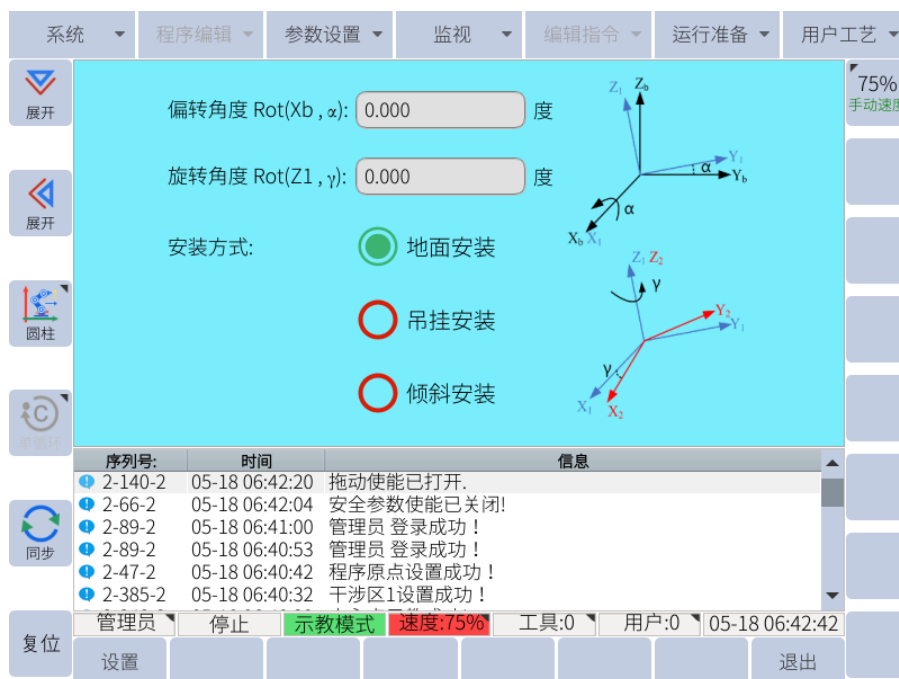 系统 程序编辑 参数设置 监视 编辑指令 运行准备 用户工艺
展开
75%
手动速度
偏转角度 Rot(Xb , α): 0.000 度
旋转角度 Rot(Z1 , γ): 0.000 度
安装方式: 地面安装
吊挂安装
倾斜安装
Z₁ Z_b
Y₁
α
Y_b
α
X_b X₁
Z₁ Z₂
γ
Y₂
Y₁
γ
X₁ X₂
展开
圆柱
C
单循环
同步
复位
序列号: 时间 信息
2-140-2 05-18 06:42:20 拖动使能已打开.
2-66-2 05-18 06:42:04 安全参数使能已关闭!
2-89-2 05-18 06:41:00 管理员 登录成功！
2-89-2 05-18 06:40:53 管理员 登录成功！
2-47-2 05-18 06:40:42 程序原点设置成功！
2-385-2 05-18 06:40:32 干涉区1设置成功！
管理员 停止 示教模式 速度:75% 工具:0 用户:0 05-18 06:42:42
设置 退出